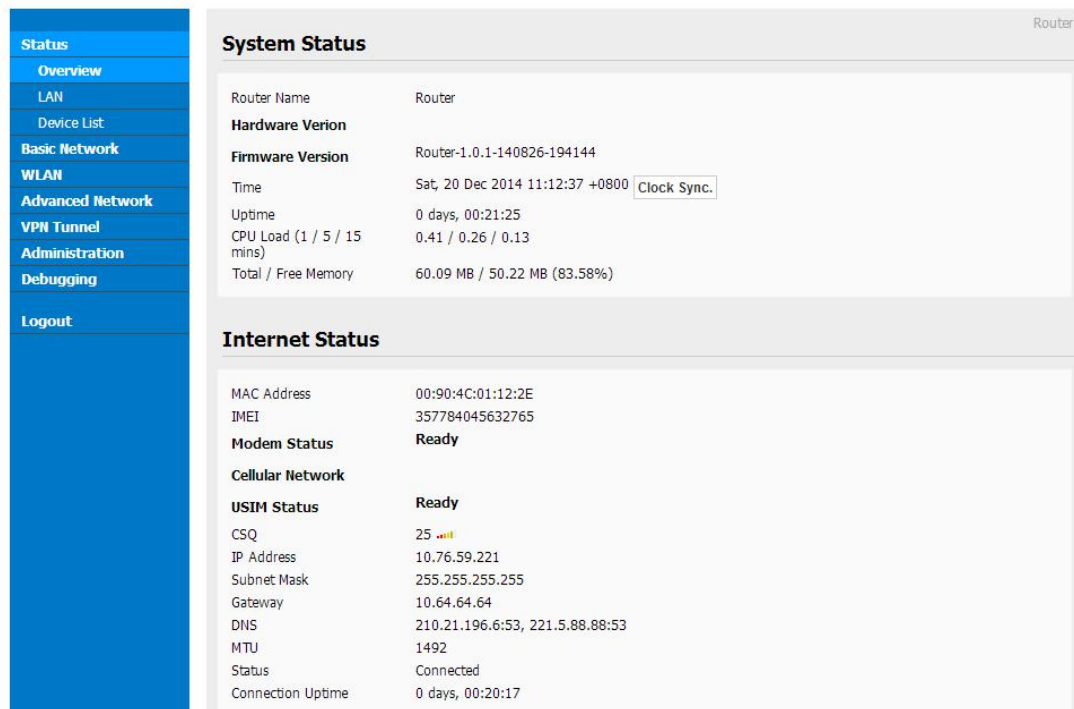 Router
Status
Overview
LAN
Device List
Basic Network
WLAN
Advanced Network
VPN Tunnel
Administration
Debugging
Logout
System Status
Router Name Router
Hardware Verion
Firmware Version Router-1.0.1-140826-194144
Time Sat, 20 Dec 2014 11:12:37 +0800 Clock Sync.
Uptime 0 days, 00:21:25
CPU Load (1 / 5 / 15
mins) 0.41 / 0.26 / 0.13
Total / Free Memory 60.09 MB / 50.22 MB (83.58%)
Internet Status
MAC Address 00:90:4C:01:12:2E
IMEI 357784045632765
Modem Status Ready
Cellular Network
USIM Status Ready
CSQ 25
IP Address 10.76.59.221
Subnet Mask 255.255.255.255
Gateway 10.64.64.64
DNS 210.21.196.6:53, 221.5.88.88:53
MTU 1492
Status Connected
Connection Uptime 0 days, 00:20:17